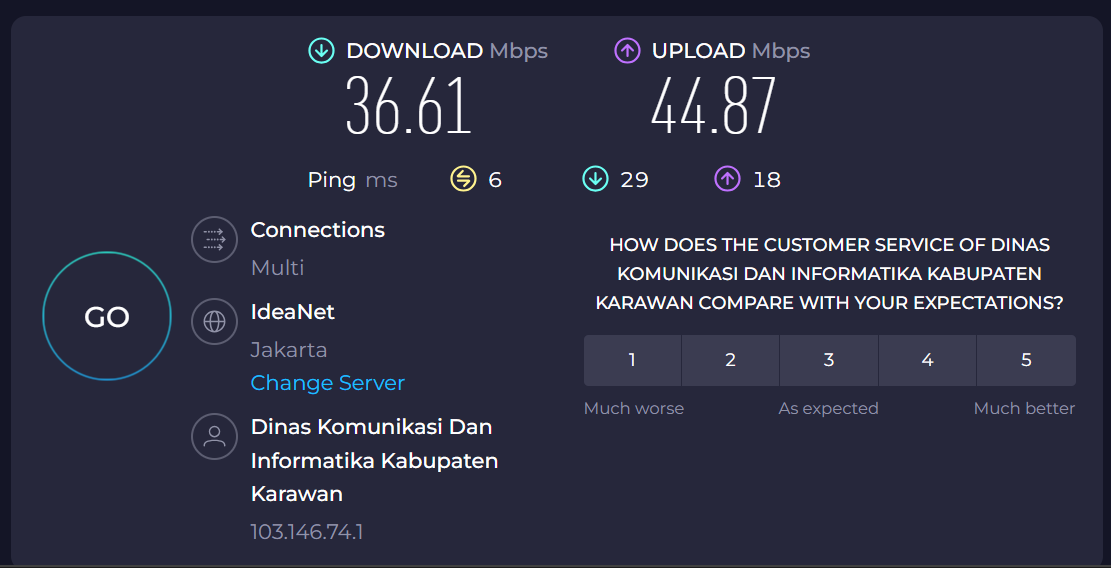 DOWNLOAD Mbps
36.61
UPLOAD Mbps
44.87
Ping ms 6 29 18
GO
Connections
Multi
IdeaNet
Jakarta
Change Server
Dinas Komunikasi Dan
Informatika Kabupaten
Karawan
103.146.74.1
HOW DOES THE CUSTOMER SERVICE OF DINAS
KOMUNIKASI DAN INFORMATIKA KABUPATEN
KARAWAN COMPARE WITH YOUR EXPECTATIONS?
1 2 3 4 5
Much worse As expected Much better